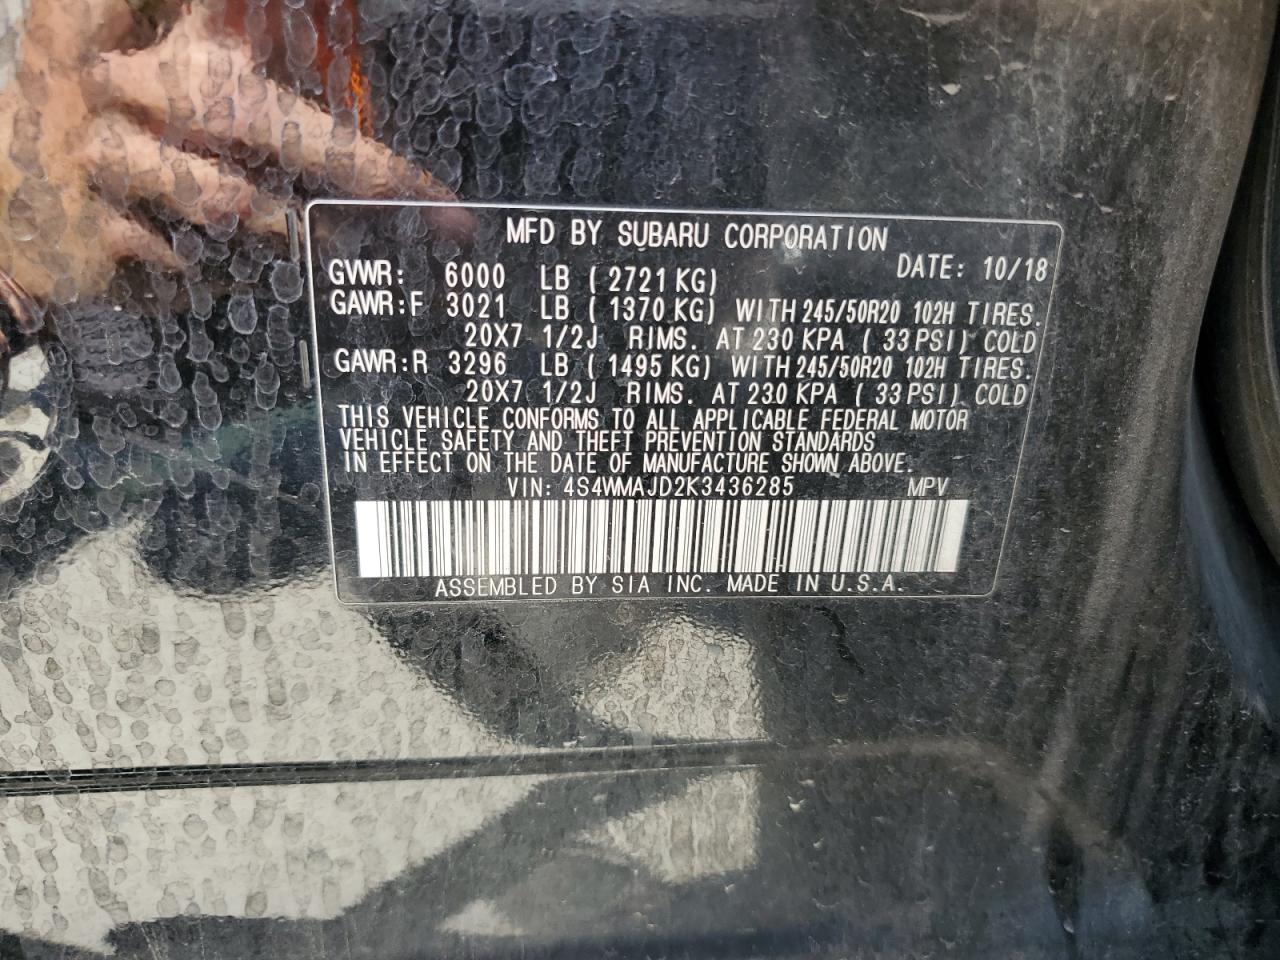 MFD BY SUBARU CORPORATION
DATE: 10/18
GVWR: 6000 LB ( 2721 KG)
GAWR:F 3021 LB ( 1370 KG) WITH 245/50R20 102H TIRES.
20X7 1/2J RIMS. AT 230 KPA ( 33 PSI) COLD
GAWR:R 3296 LB ( 1495 KG) WITH 245/50R20 102H TIRES.
20X7 1/2J RIMS. AT 230 KPA ( 33 PSI) COLD
THIS VEHICLE CONFORMS TO ALL APPLICABLE FEDERAL MOTOR
VEHICLE SAFETY AND THEFT PREVENTION STANDARDS
IN EFFECT ON THE DATE OF MANUFACTURE SHOWN ABOVE.
VIN: 4S4WMAJD2K3436285 MPV
ASSEMBLED BY SIA INC. MADE IN U.S.A.